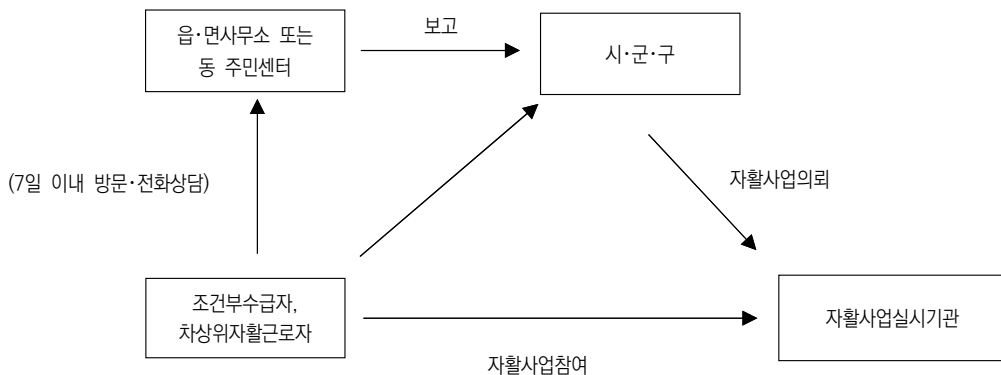 읍·면사무소 또는
동 주민센터
보고
시·군·구
(7일 이내 방문·전화상담)
자활사업의뢰
조건부수급자,
차상위자활근로자
자활사업실시기관
자활사업참여